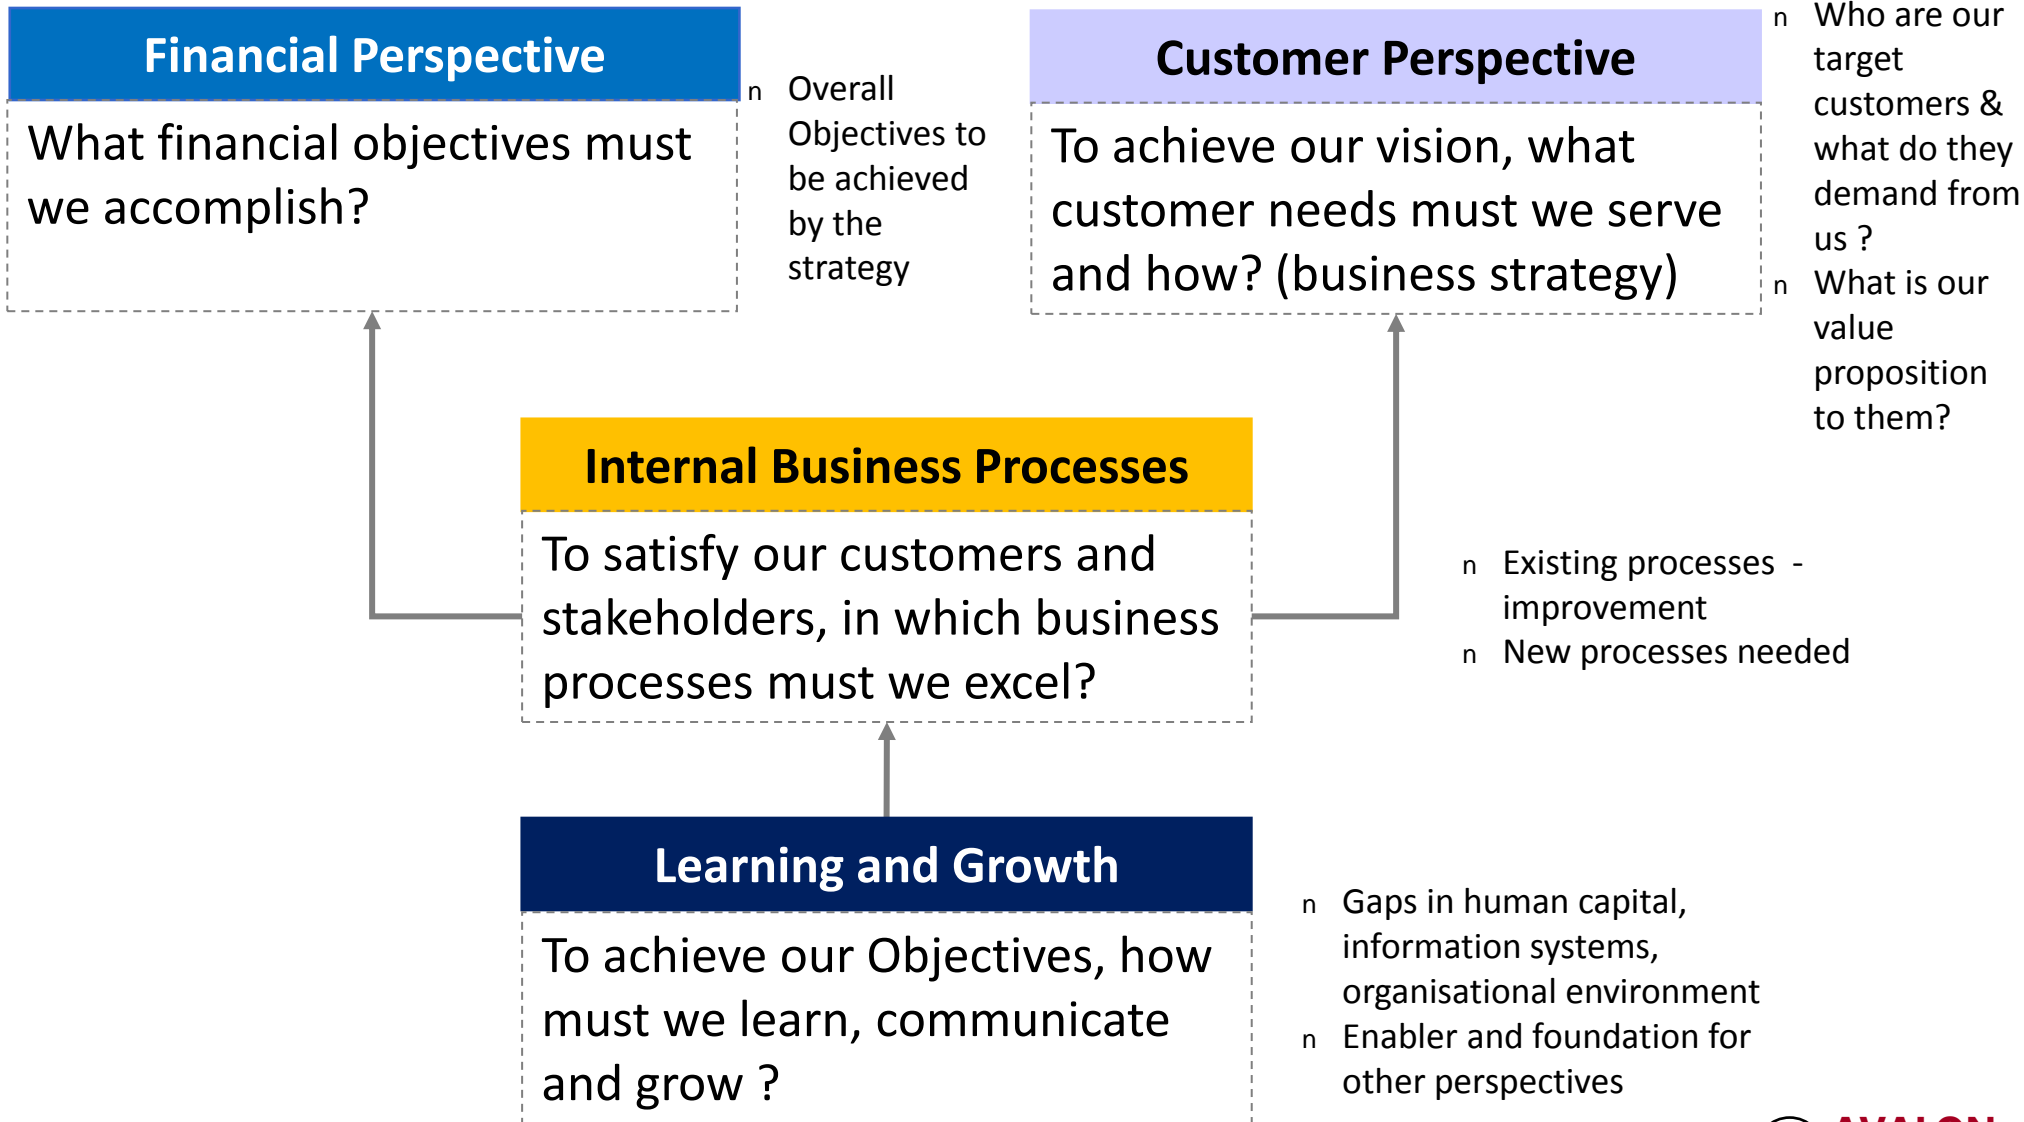 Financial Perspective
What financial objectives must
we accomplish?
n Overall
Objectives to
be achieved
by the
strategy
Customer Perspective
To achieve our vision, what
customer needs must we serve
and how? (business strategy)
n Who are our
target
customers &
what do they
demand from
us ?
n What is our
value
proposition
to them?
Internal Business Processes
To satisfy our customers and
stakeholders, in which business
processes must we excel?
n Existing processes -
improvement
n New processes needed
Learning and Growth
To achieve our Objectives, how
must we learn, communicate
and grow ?
n Gaps in human capital,
information systems,
organisational environment
n Enabler and foundation for
other perspectives
AVALON